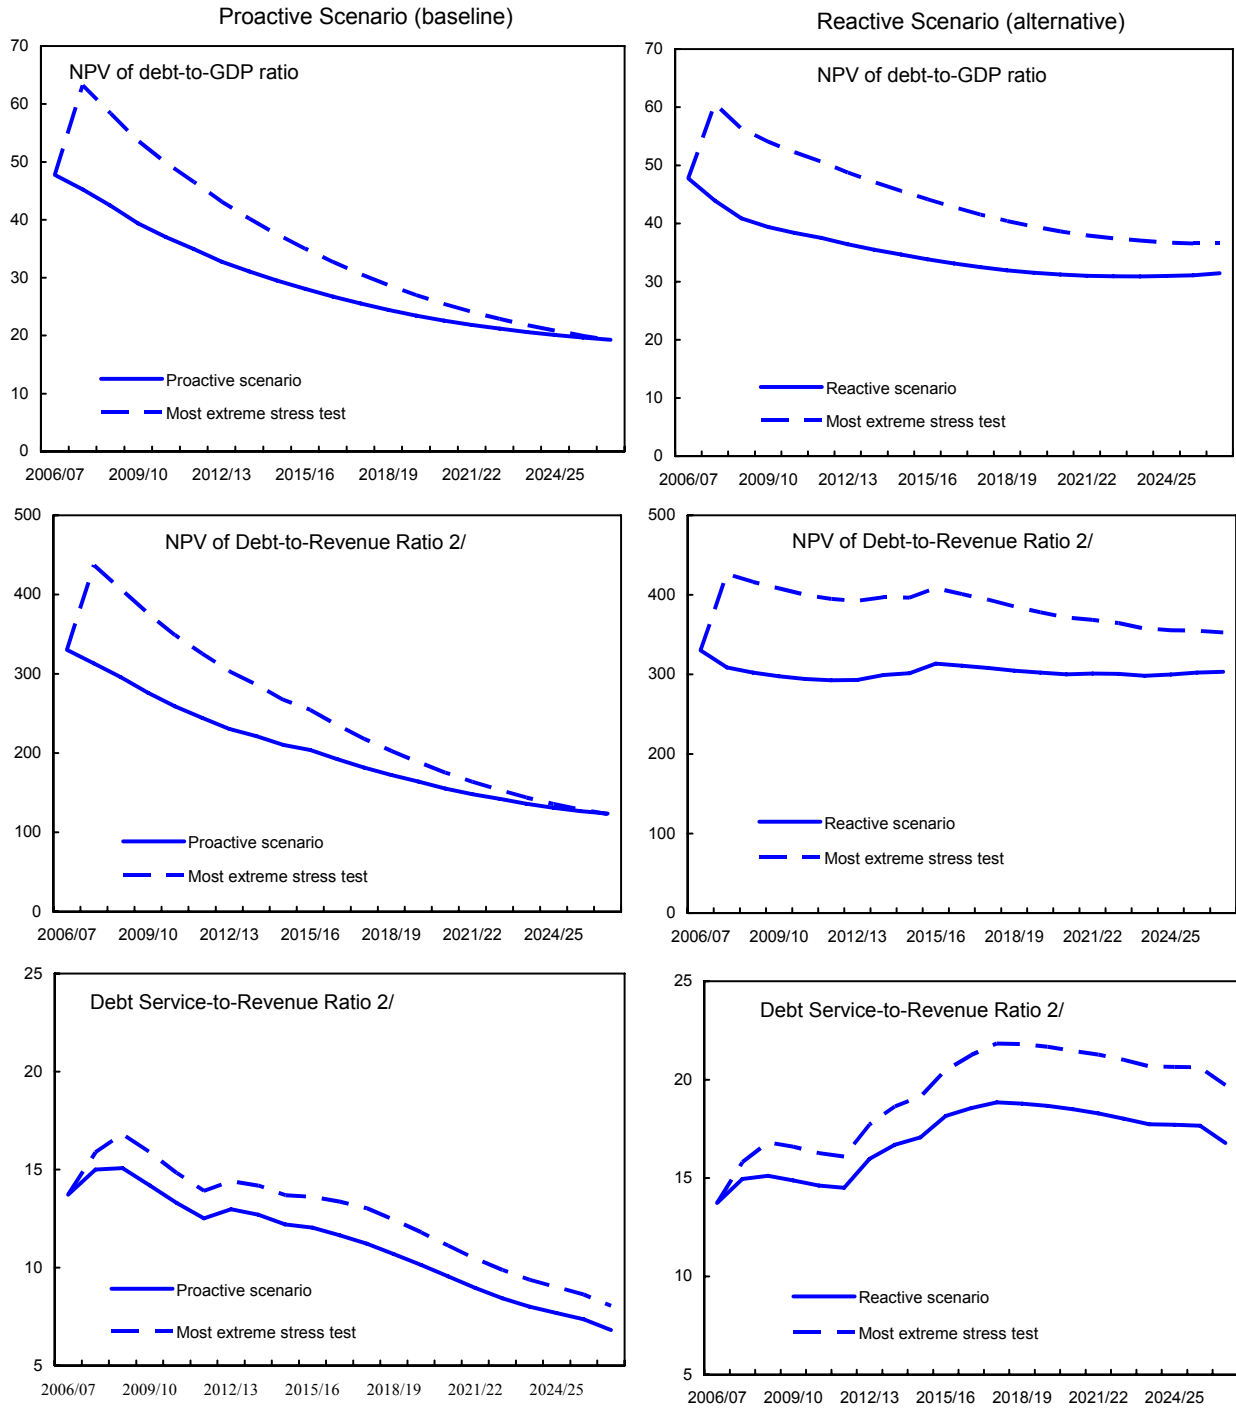 Proactive Scenario (baseline)
Reactive Scenario (alternative)
NPV of debt-to-GDP ratio
70
60
50
40
30
20
10
0
Proactive scenario
Most extreme stress test
2006/07 2009/10 2012/13 2015/16 2018/19 2021/22 2024/25
NPV of debt-to-GDP ratio
70
60
50
40
30
20
10
0
Reactive scenario
Most extreme stress test
2006/07 2009/10 2012/13 2015/16 2018/19 2021/22 2024/25
NPV of Debt-to-Revenue Ratio 2/
500
400
300
200
100
0
Proactive scenario
Most extreme stress test
2006/07 2009/10 2012/13 2015/16 2018/19 2021/22 2024/25
NPV of Debt-to-Revenue Ratio 2/
500
400
300
200
100
0
Reactive scenario
Most extreme stress test
2006/07 2009/10 2012/13 2015/16 2018/19 2021/22 2024/25
Debt Service-to-Revenue Ratio 2/
25
20
15
10
5
Proactive scenario
Most extreme stress test
2006/07 2009/10 2012/13 2015/16 2018/19 2021/22 2024/25
Debt Service-to-Revenue Ratio 2/
25
20
15
10
5
Reactive scenario
Most extreme stress test
2006/07 2009/10 2012/13 2015/16 2018/19 2021/22 2024/25